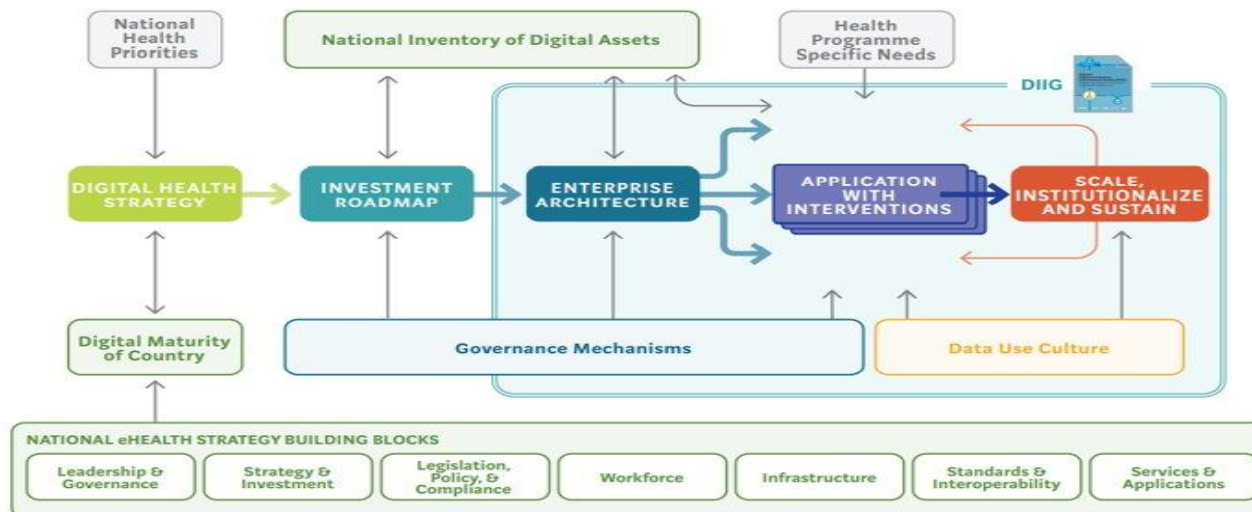 National
Health
Priorities
National Inventory of Digital Assets
Health
Programme
Specific Needs
DIIG
DIGITAL HEALTH
STRATEGY
INVESTMENT
ROADMAP
ENTERPRISE
ARCHITECTURE
APPLICATION
WITH
INTERVENTIONS
SCALE,
INSTITUTIONALIZE
AND SUSTAIN
Digital Maturity
of Country
Governance Mechanisms
Data Use Culture
NATIONAL eHEALTH STRATEGY BUILDING BLOCKS
Leadership &
Governance
Strategy &
Investment
Legislation,
Policy, &
Compliance
Workforce
Infrastructure
Standards &
Interoperability
Services &
Applications